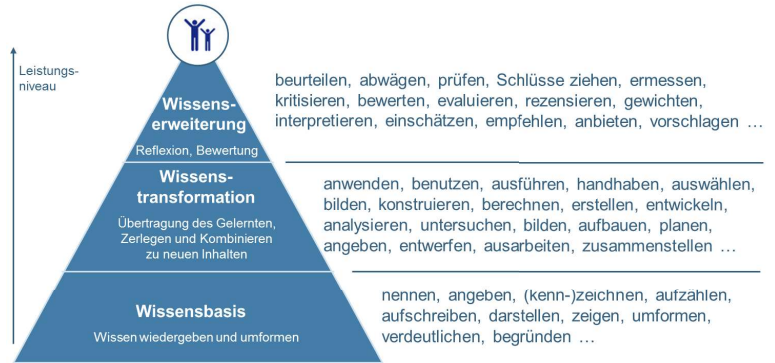 Leistungs-
niveau
Wissens-
erweiterung
Reflexion, Bewertung
beurteilen, abwägen, prüfen, Schlüsse ziehen, ermessen,
kritisieren, bewerten, evaluieren, rezensieren, gewichten,
interpretieren, einschätzen, empfehlen, anbieten, vorschlagen …
Wissens-
transformation
Übertragung des Gelernten,
Zerlegen und Kombinieren
zu neuen Inhalten
anwenden, benutzen, ausführen, handhaben, auswählen,
bilden, konstruieren, berechnen, erstellen, entwickeln,
analysieren, untersuchen, bilden, aufbauen, planen,
angeben, entwerfen, ausarbeiten, zusammenstellen …
Wissensbasis
Wissen wiedergeben und umformen
nennen, angeben, (kenn-)zeichnen, aufzählen,
aufschreiben, darstellen, zeigen, umformen,
verdeutlichen, begründen …